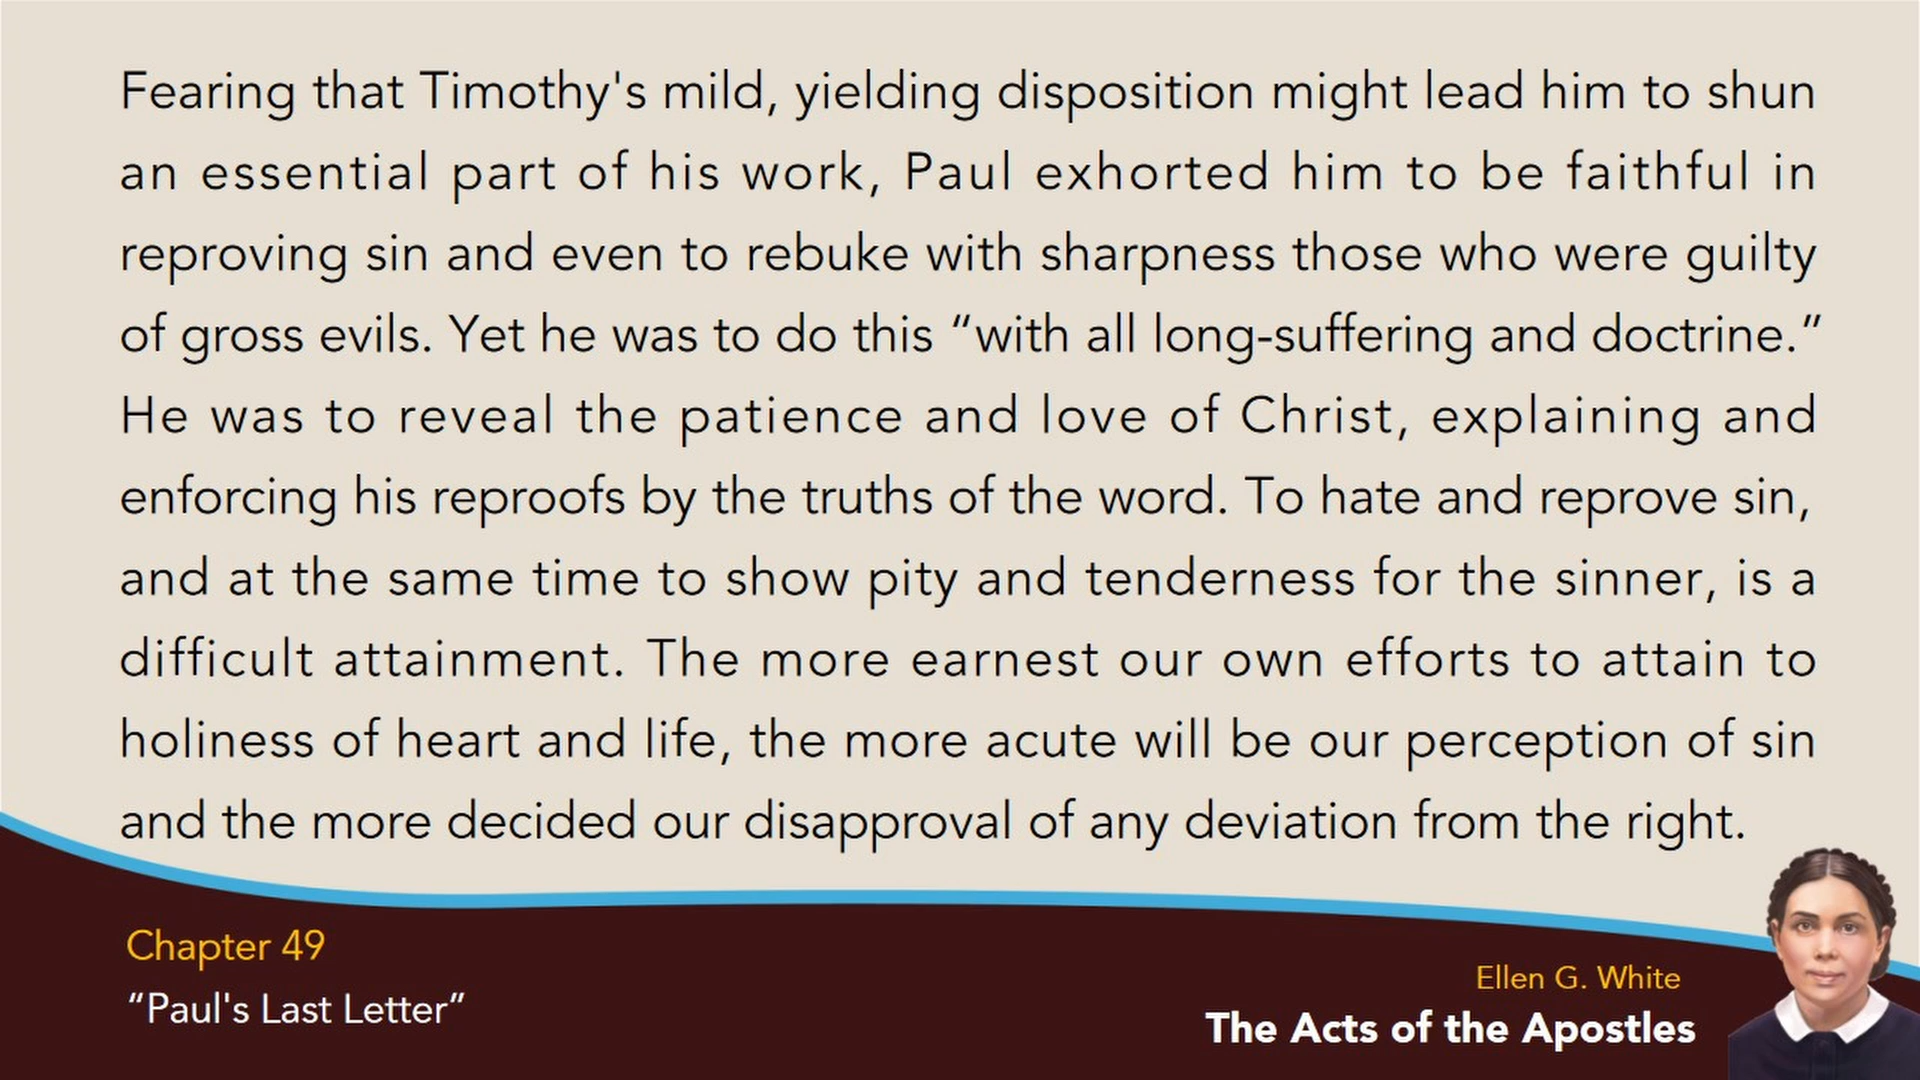 Fearing that Timothy's mild, yielding disposition might lead him to shun
an essential part of his work, Paul exhorted him to be faithful in
reproving sin and even to rebuke with sharpness those who were guilty
of gross evils. Yet he was to do this “with all long-suffering and doctrine.”
He was to reveal the patience and love of Christ, explaining and
enforcing his reproofs by the truths of the word. To hate and reprove sin,
and at the same time to show pity and tenderness for the sinner, is a
difficult attainment. The more earnest our own efforts to attain to
holiness of heart and life, the more acute will be our perception of sin
and the more decided our disapproval of any deviation from the right.
Chapter 49
“Paul's Last Letter”
Ellen G. White
The Acts of the Apostles